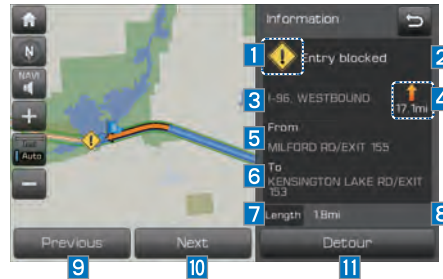 Information
N
1
Entry blocked
2
NAVI
3
I-96, WESTBOUND
17.1mi
4
5
From
MILFORD RD/EXIT 155
Auto
6
To
KENSINGTON LAKE RD/EXIT
153
7
Length 1.8mi
8
Previous
Next
Detour
9
10
11